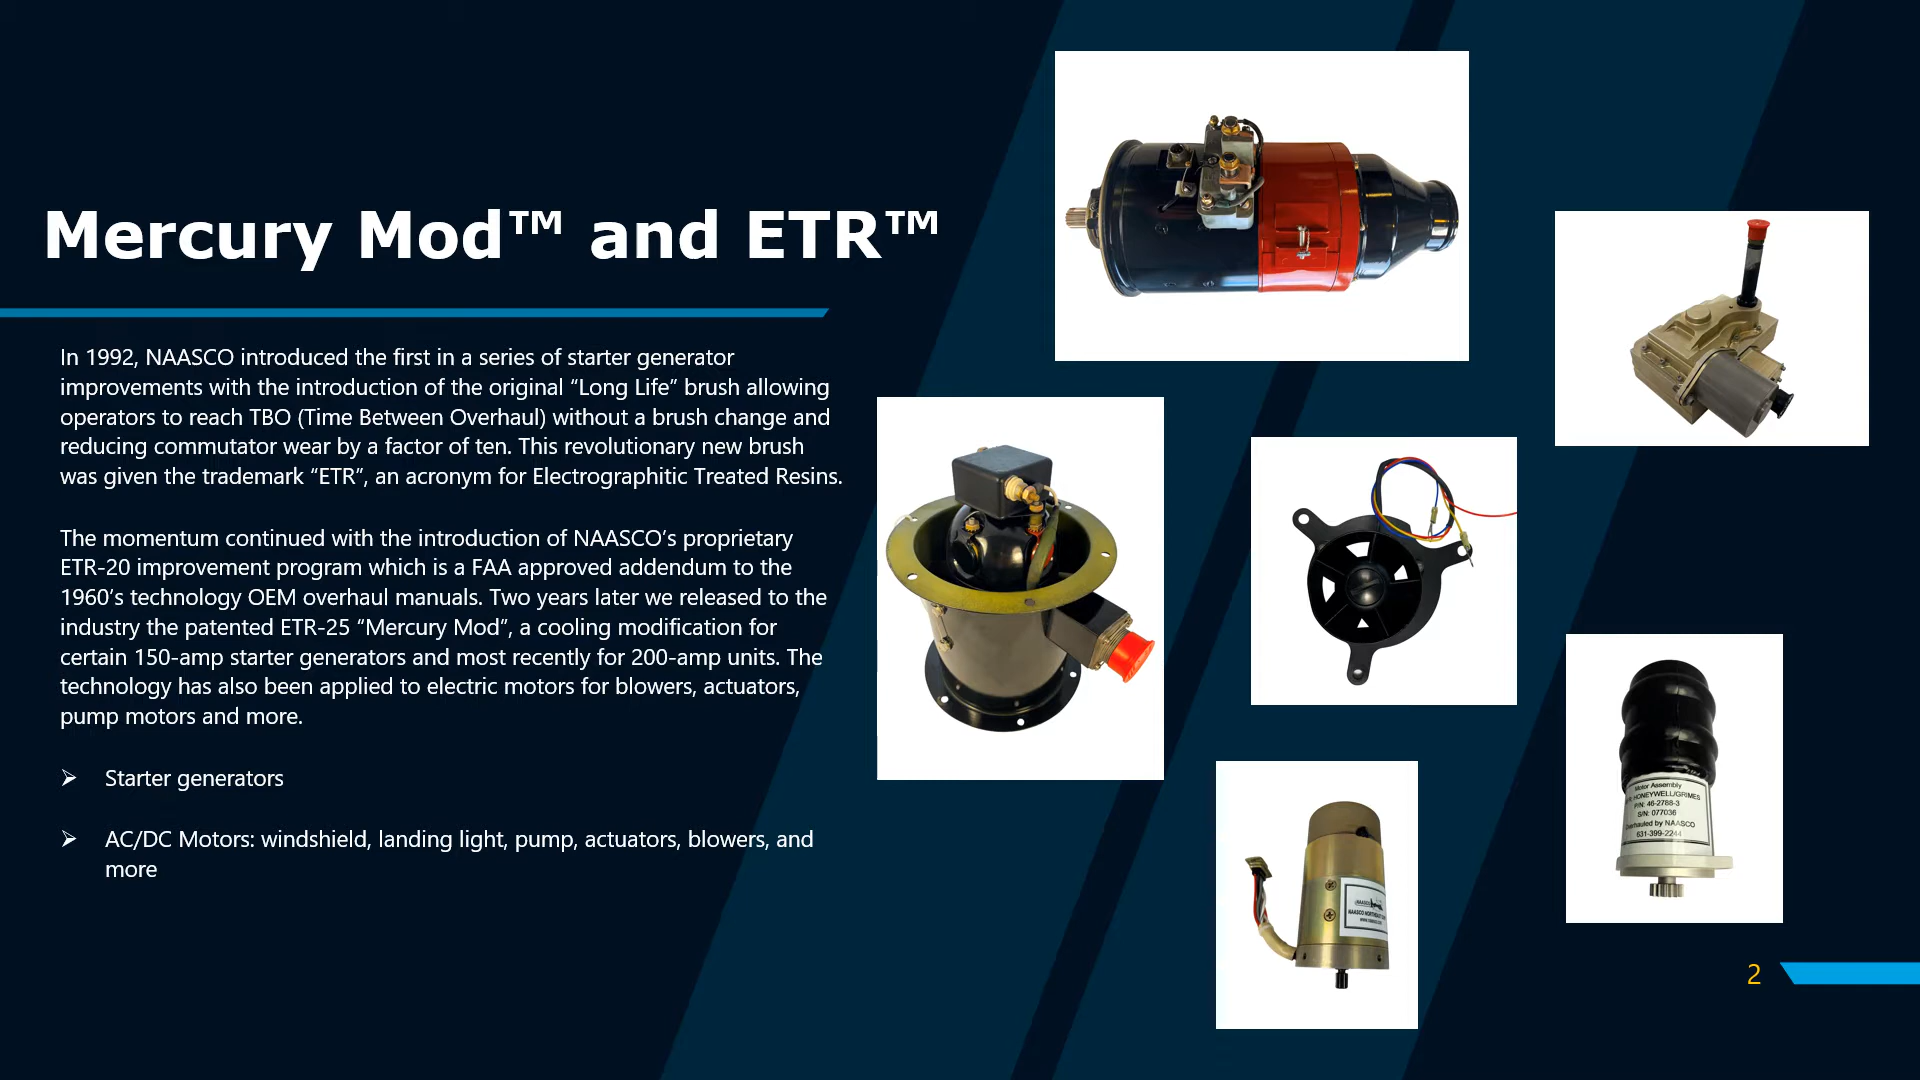 Mercury Mod™ and ETR™
In 1992, NAASCO introduced the first in a series of starter generator
improvements with the introduction of the original “Long Life” brush allowing
operators to reach TBO (Time Between Overhaul) without a brush change and
reducing commutator wear by a factor of ten. This revolutionary new brush
was given the trademark “ETR”, an acronym for Electrographitic Treated Resins.
The momentum continued with the introduction of NAASCO’s proprietary
ETR-20 improvement program which is a FAA approved addendum to the
1960’s technology OEM overhaul manuals. Two years later we released to the
industry the patented ETR-25 “Mercury Mod”, a cooling modification for
certain 150-amp starter generators and most recently for 200-amp units. The
technology has also been applied to electric motors for blowers, actuators,
pump motors and more.
➢ Starter generators
➢ AC/DC Motors: windshield, landing light, pump, actuators, blowers, and
more
Motor Assembly
HONEYWELL/GRIMES
P/N: 46-2788-3
S/N: 077036
Overhauled by NAASCO
631-399-2244
NAASCO
NAASCO NORTHEAST
2